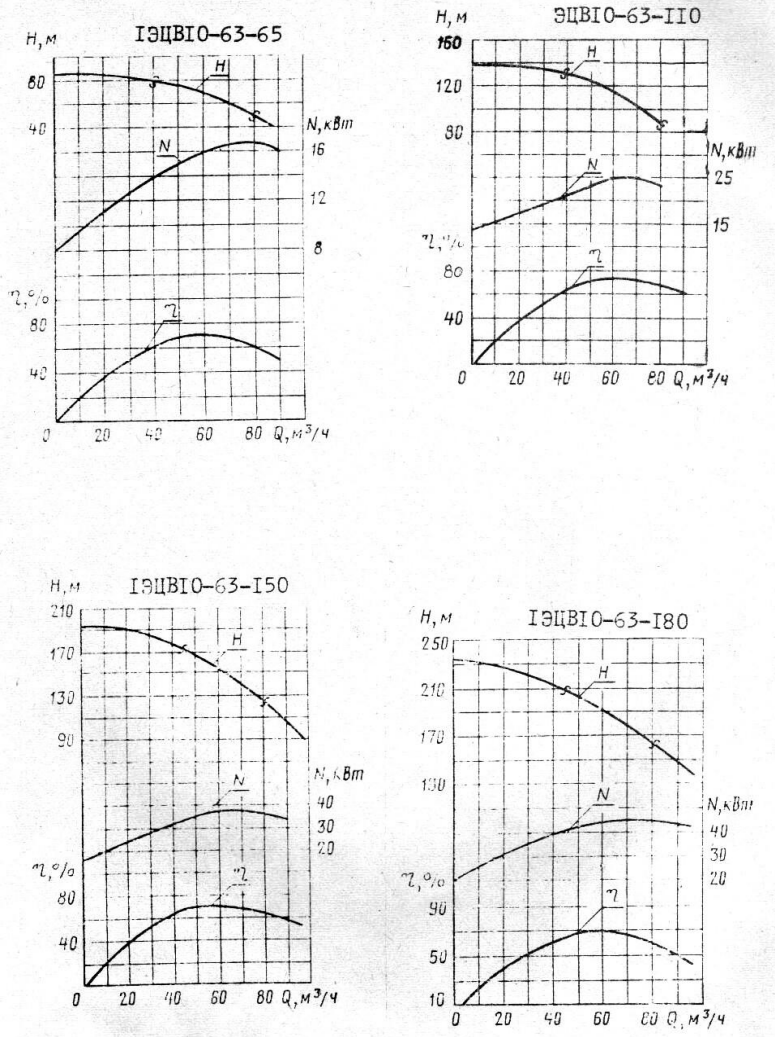 1ЭЦВ10-63-65
H, м
80
H
40
N, кВт
N
16
12
8
η, %
80
η
40
0 20 40 60 80 Q, м³/ч
ЭЦВ10-63-110
H, м
160
H
120
80
N, кВт
N
25
15
η, %
η
80
40
0 20 40 60 80 Q, м³/ч
1ЭЦВ10-63-150
H, м
210
H
170
130
90
N, кВт
N
40
30
20
η, %
80
η
40
0 20 40 60 80 Q, м³/ч
1ЭЦВ10-63-180
H, м
250
H
210
170
130
N, кВт
N
40
30
20
η, %
90
η
50
10
0 20 40 60 80 Q, м³/ч